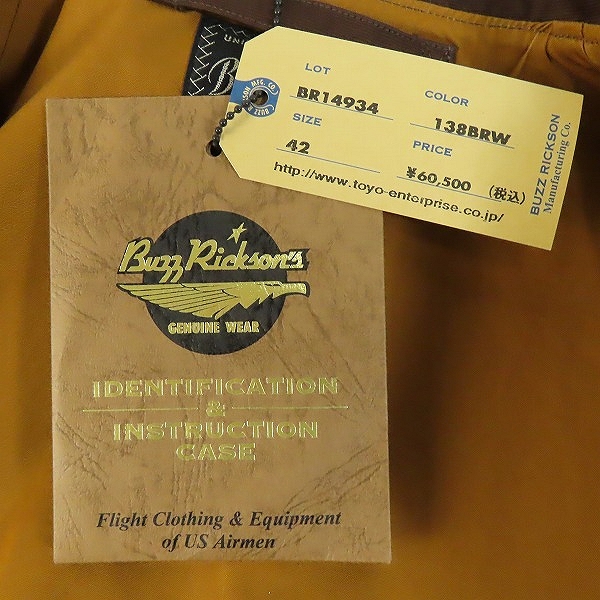 LOT
BR14934
COLOR
138BRW
SIZE
42
PRICE
¥60,500 (税込)
http://www.toyo-enterprise.co.jp/
BUZZ RICKSON
Manufacturing Co.
Buzz Rickson's
GENUINE WEAR
IDENTIFICATION
&
INSTRUCTION
CASE
Flight Clothing & Equipment
of US Airmen